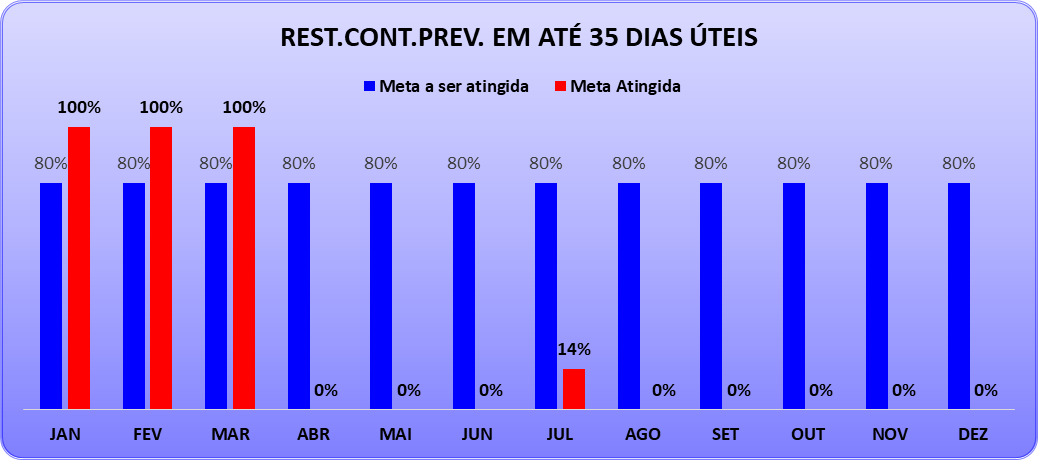 REST.CONT.PREV. EM ATÉ 35 DIAS ÚTEIS
Meta a ser atingida Meta Atingida
100% 100% 100%
80% 80% 80% 80% 80% 80% 80% 80% 80% 80% 80% 80%
14%
0% 0% 0% 0% 0% 0% 0% 0%
JAN FEV MAR ABR MAI JUN JUL AGO SET OUT NOV DEZ